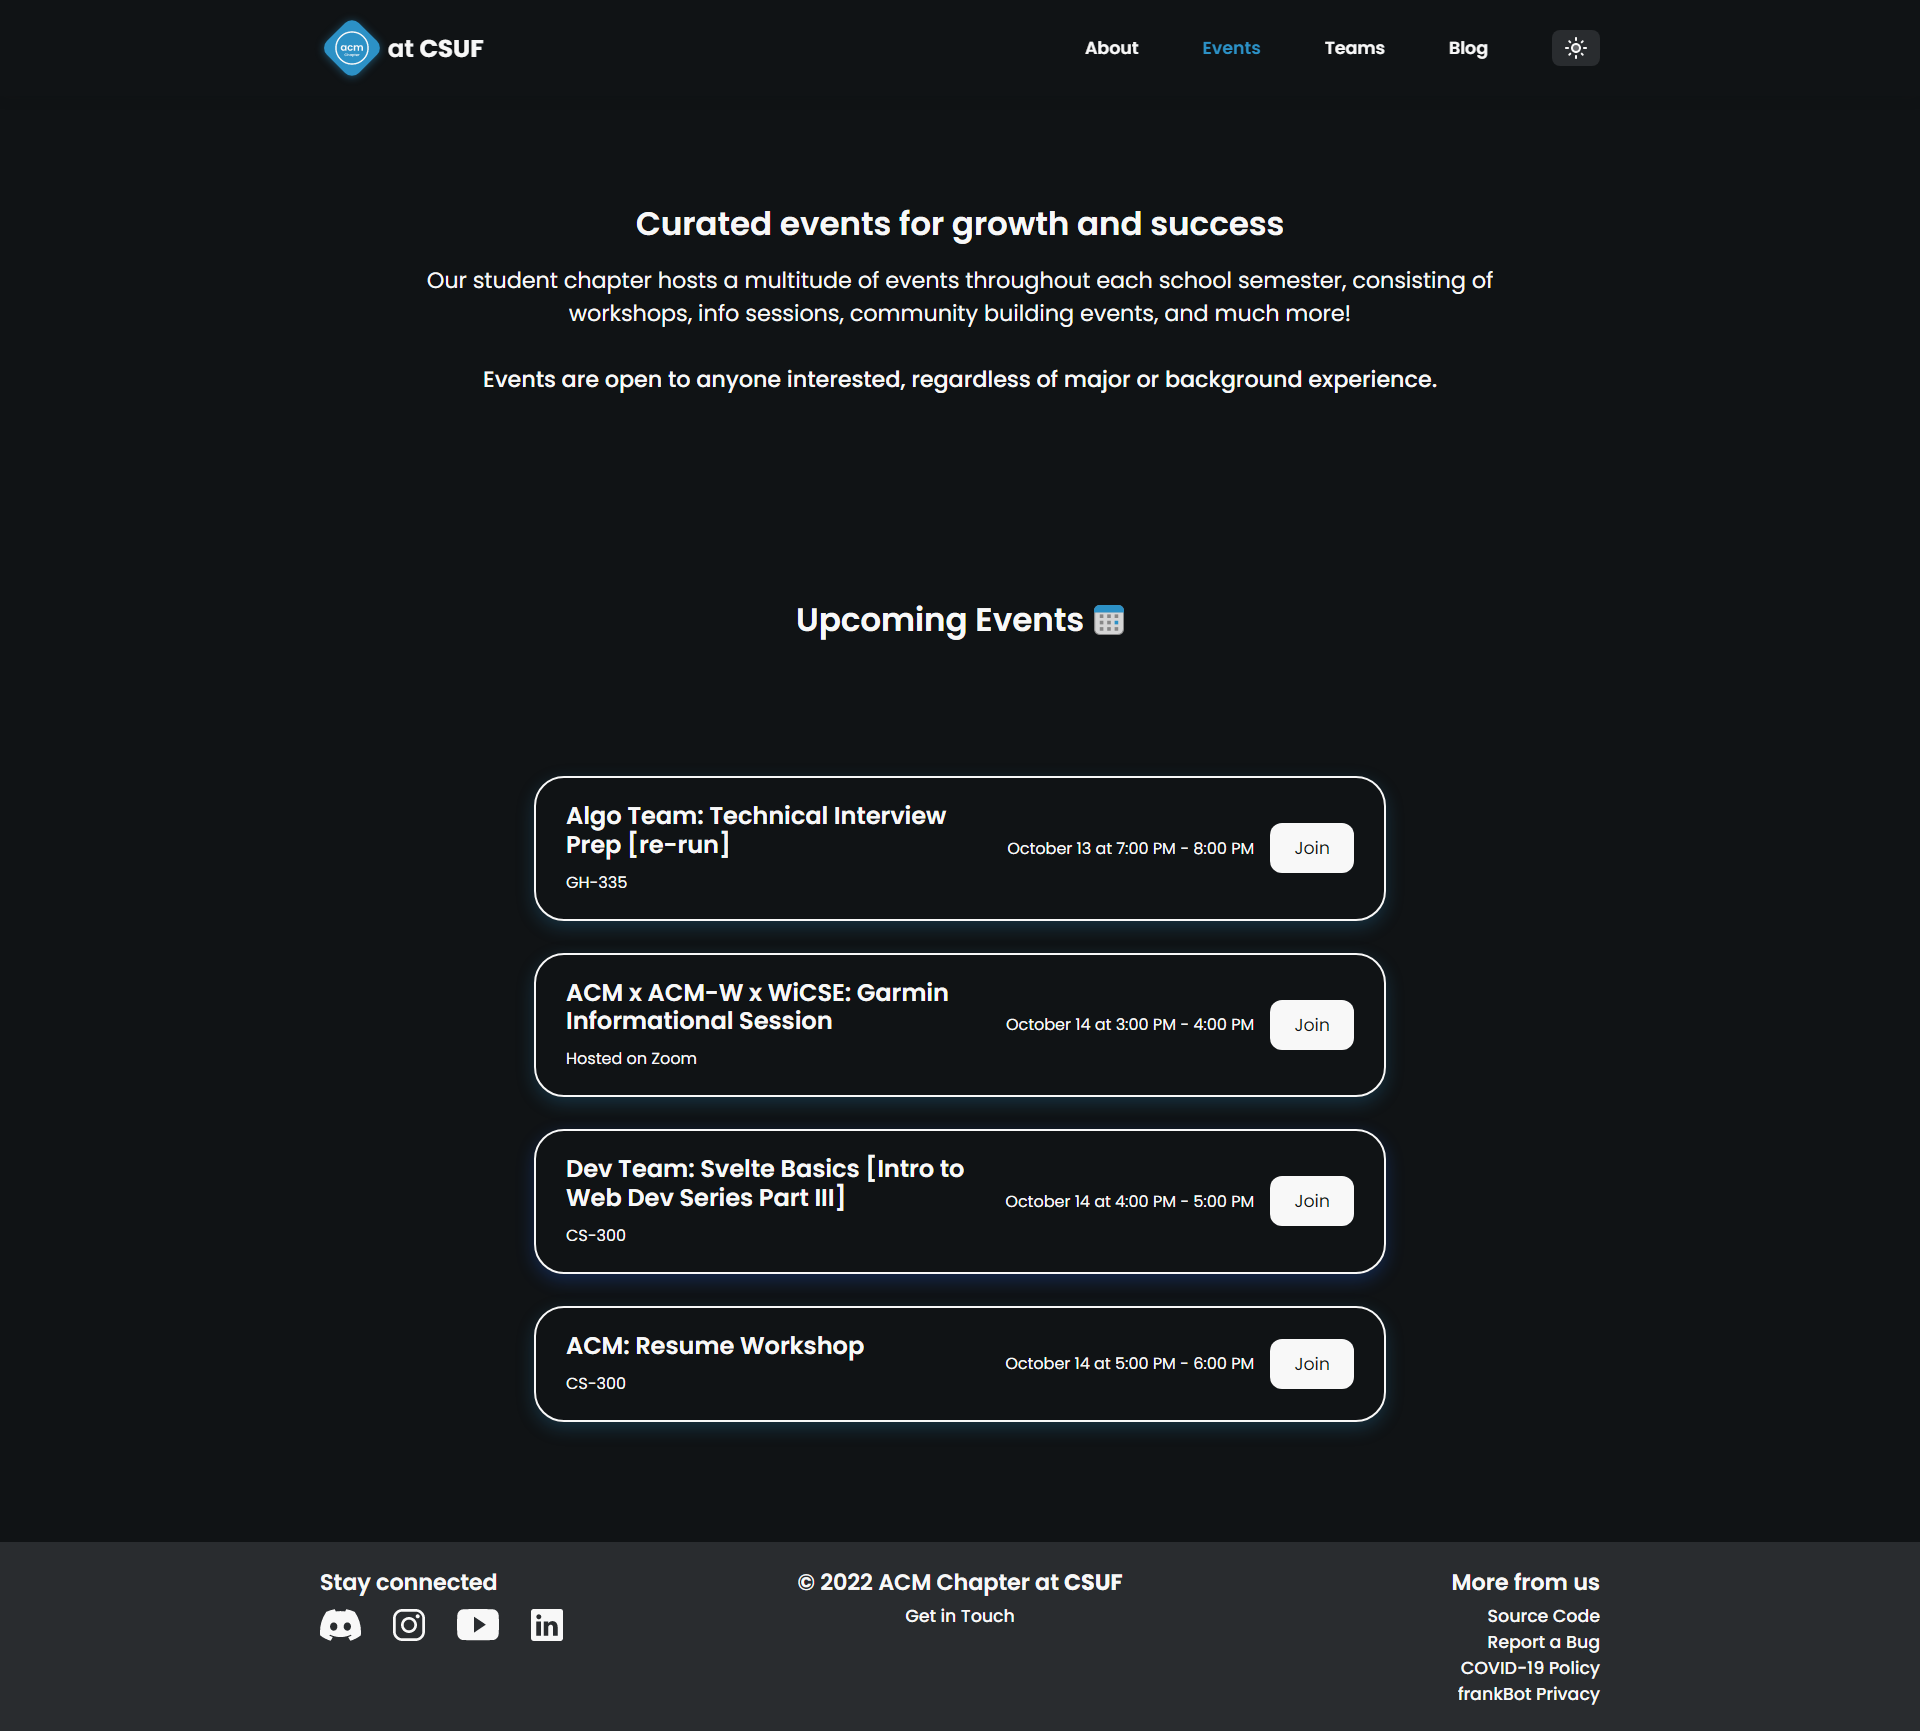 acm
Chapter
at CSUF
About
Events
Teams
Blog
Curated events for growth and success
Our student chapter hosts a multitude of events throughout each school semester, consisting of
workshops, info sessions, community building events, and much more!
Events are open to anyone interested, regardless of major or background experience.
Upcoming Events
Algo Team: Technical Interview
Prep [re-run]
GH-335
October 13 at 7:00 PM - 8:00 PM
Join
ACM x ACM-W x WiCSE: Garmin
Informational Session
Hosted on Zoom
October 14 at 3:00 PM - 4:00 PM
Join
Dev Team: Svelte Basics [Intro to
Web Dev Series Part III]
CS-300
October 14 at 4:00 PM - 5:00 PM
Join
ACM: Resume Workshop
CS-300
October 14 at 5:00 PM - 6:00 PM
Join
Stay connected
in
© 2022 ACM Chapter at CSUF
Get in Touch
More from us
Source Code
Report a Bug
COVID-19 Policy
frankBot Privacy